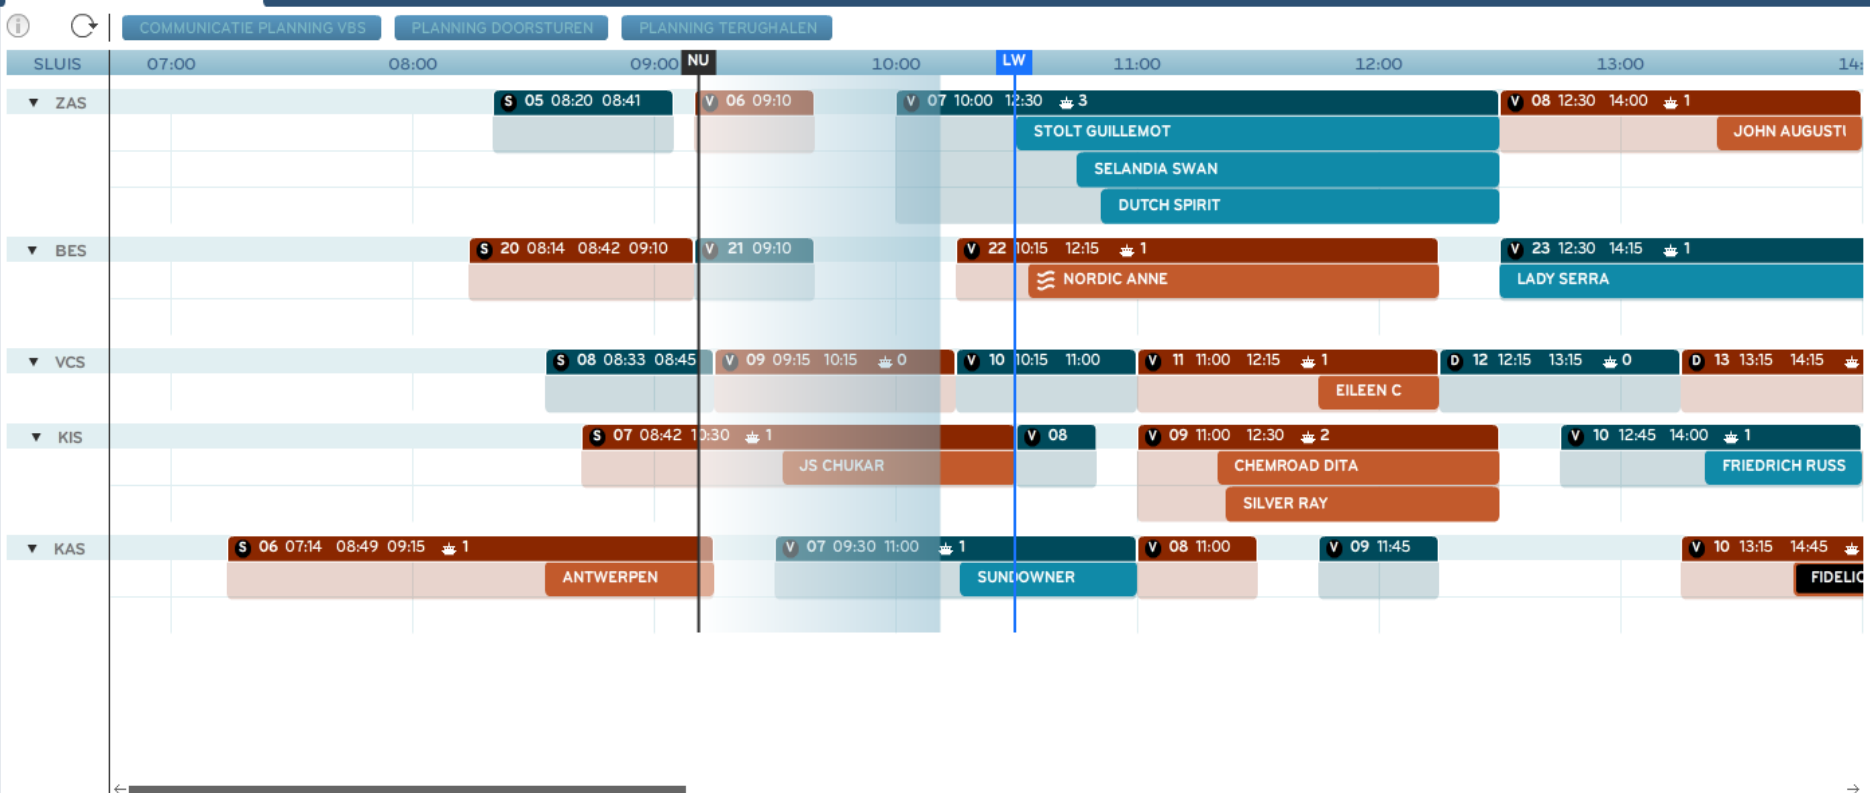 COMMUNICATIE PLANNING VBS PLANNING DOORSTUREN PLANNING TERUGHALEN
SLUIS 07:00 08:00 09:00 NU 10:00 LW 11:00 12:00 13:00 14:
ZAS S 05 08:20 08:41 V 06 09:10 V 07 10:00 12:30 3 V 08 12:30 14:00 1
STOLT GUILLEMOT JOHN AUGUSTU
SELANDIA SWAN
DUTCH SPIRIT
BES S 20 08:14 08:42 09:10 V 21 09:10 V 22 10:15 12:15 1 V 23 12:30 14:15 1
NORDIC ANNE LADY SERRA
VCS S 08 08:33 08:45 V 09 09:15 10:15 0 V 10 10:15 11:00 V 11 11:00 12:15 1 D 12 12:15 13:15 0 D 13 13:15 14:15
EILEEN C
KIS S 07 08:42 10:30 1 V 08 V 09 11:00 12:30 2 V 10 12:45 14:00 1
JS CHUKAR CHEMROAD DITA FRIEDRICH RUSS
SILVER RAY
KAS S 06 07:14 08:49 09:15 1 V 07 09:30 11:00 1 V 08 11:00 V 09 11:45 V 10 13:15 14:45
ANTWERPEN SUNDOWNER FIDELIO